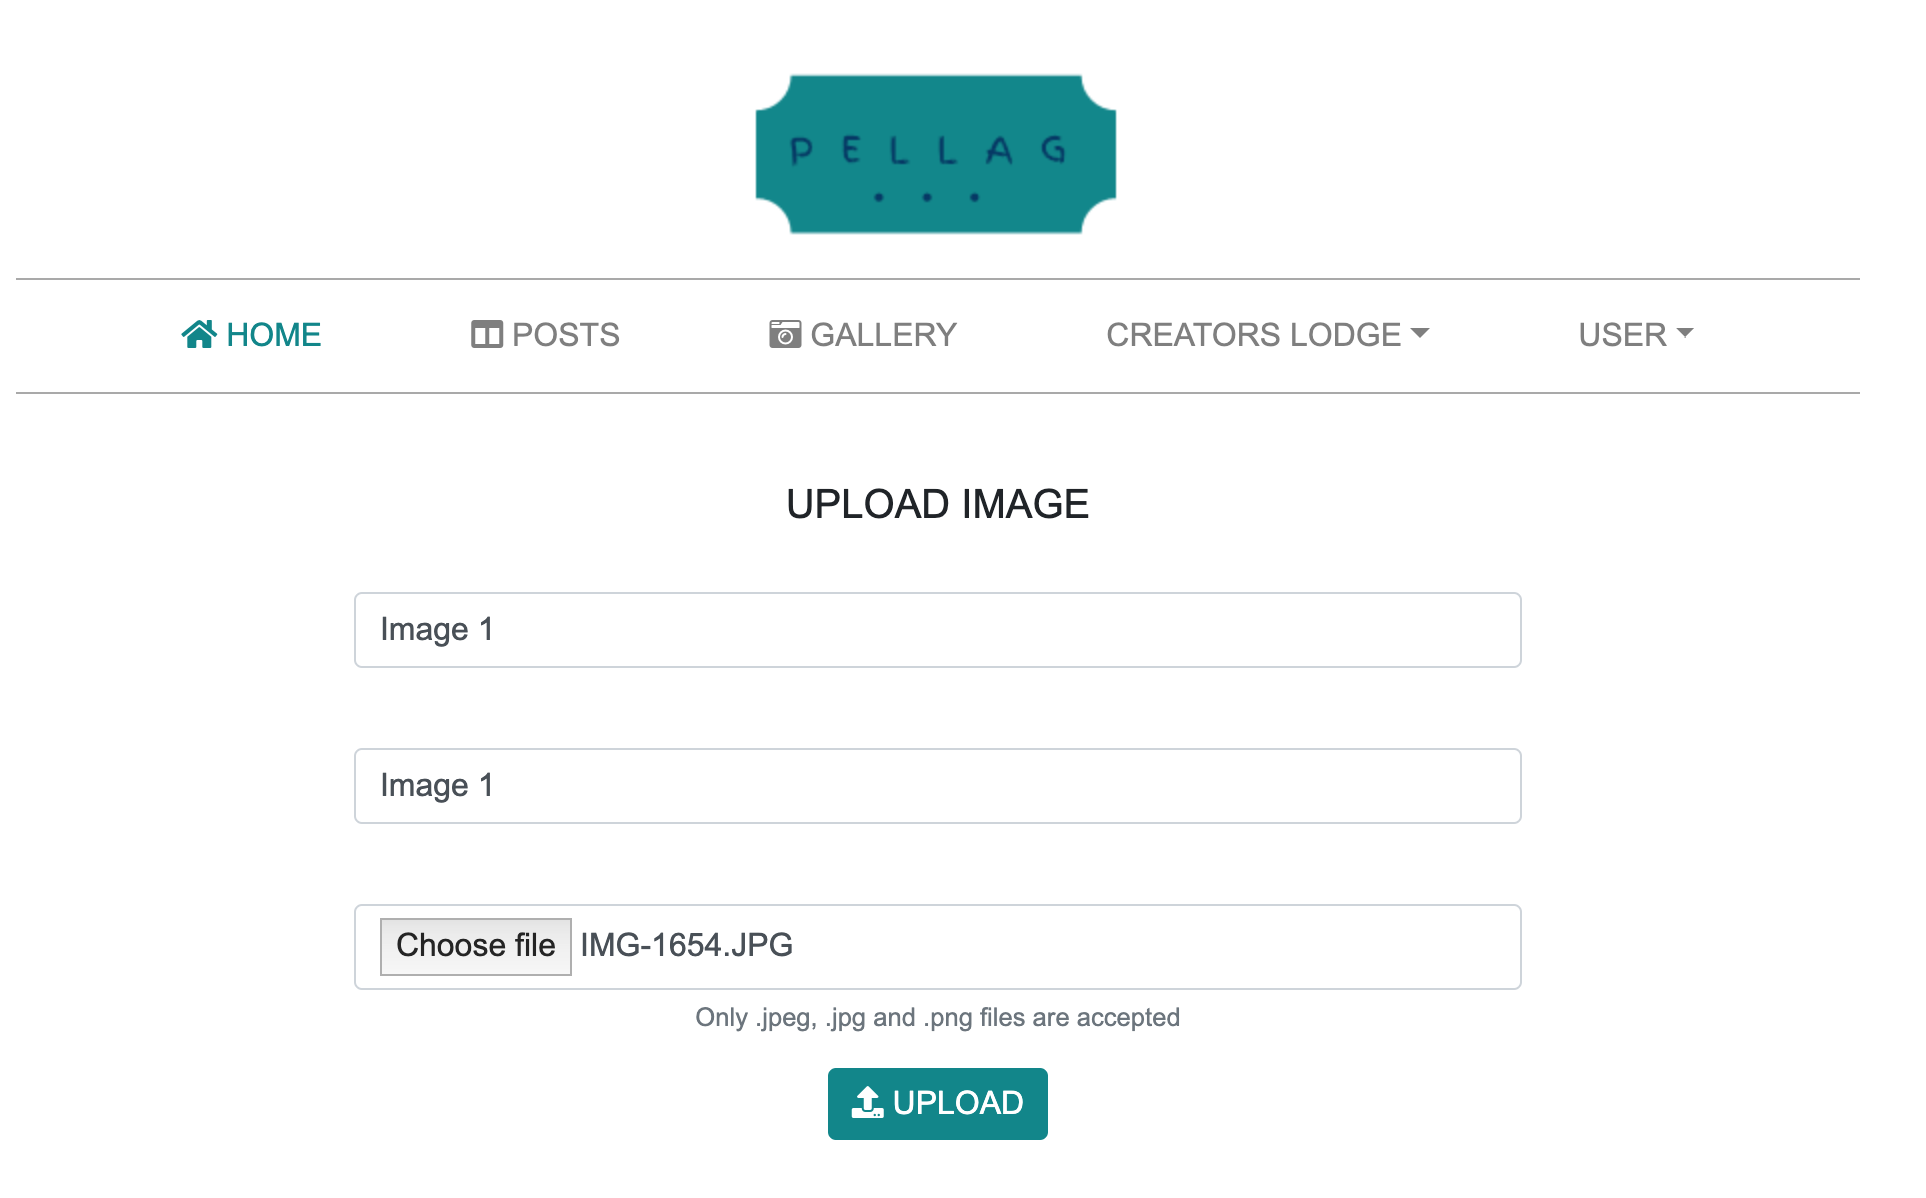 PELLAG
HOME POSTS GALLERY CREATORS LODGE USER
UPLOAD IMAGE
Image 1
Image 1
Choose file IMG-1654.JPG
Only .jpeg, .jpg and .png files are accepted
UPLOAD